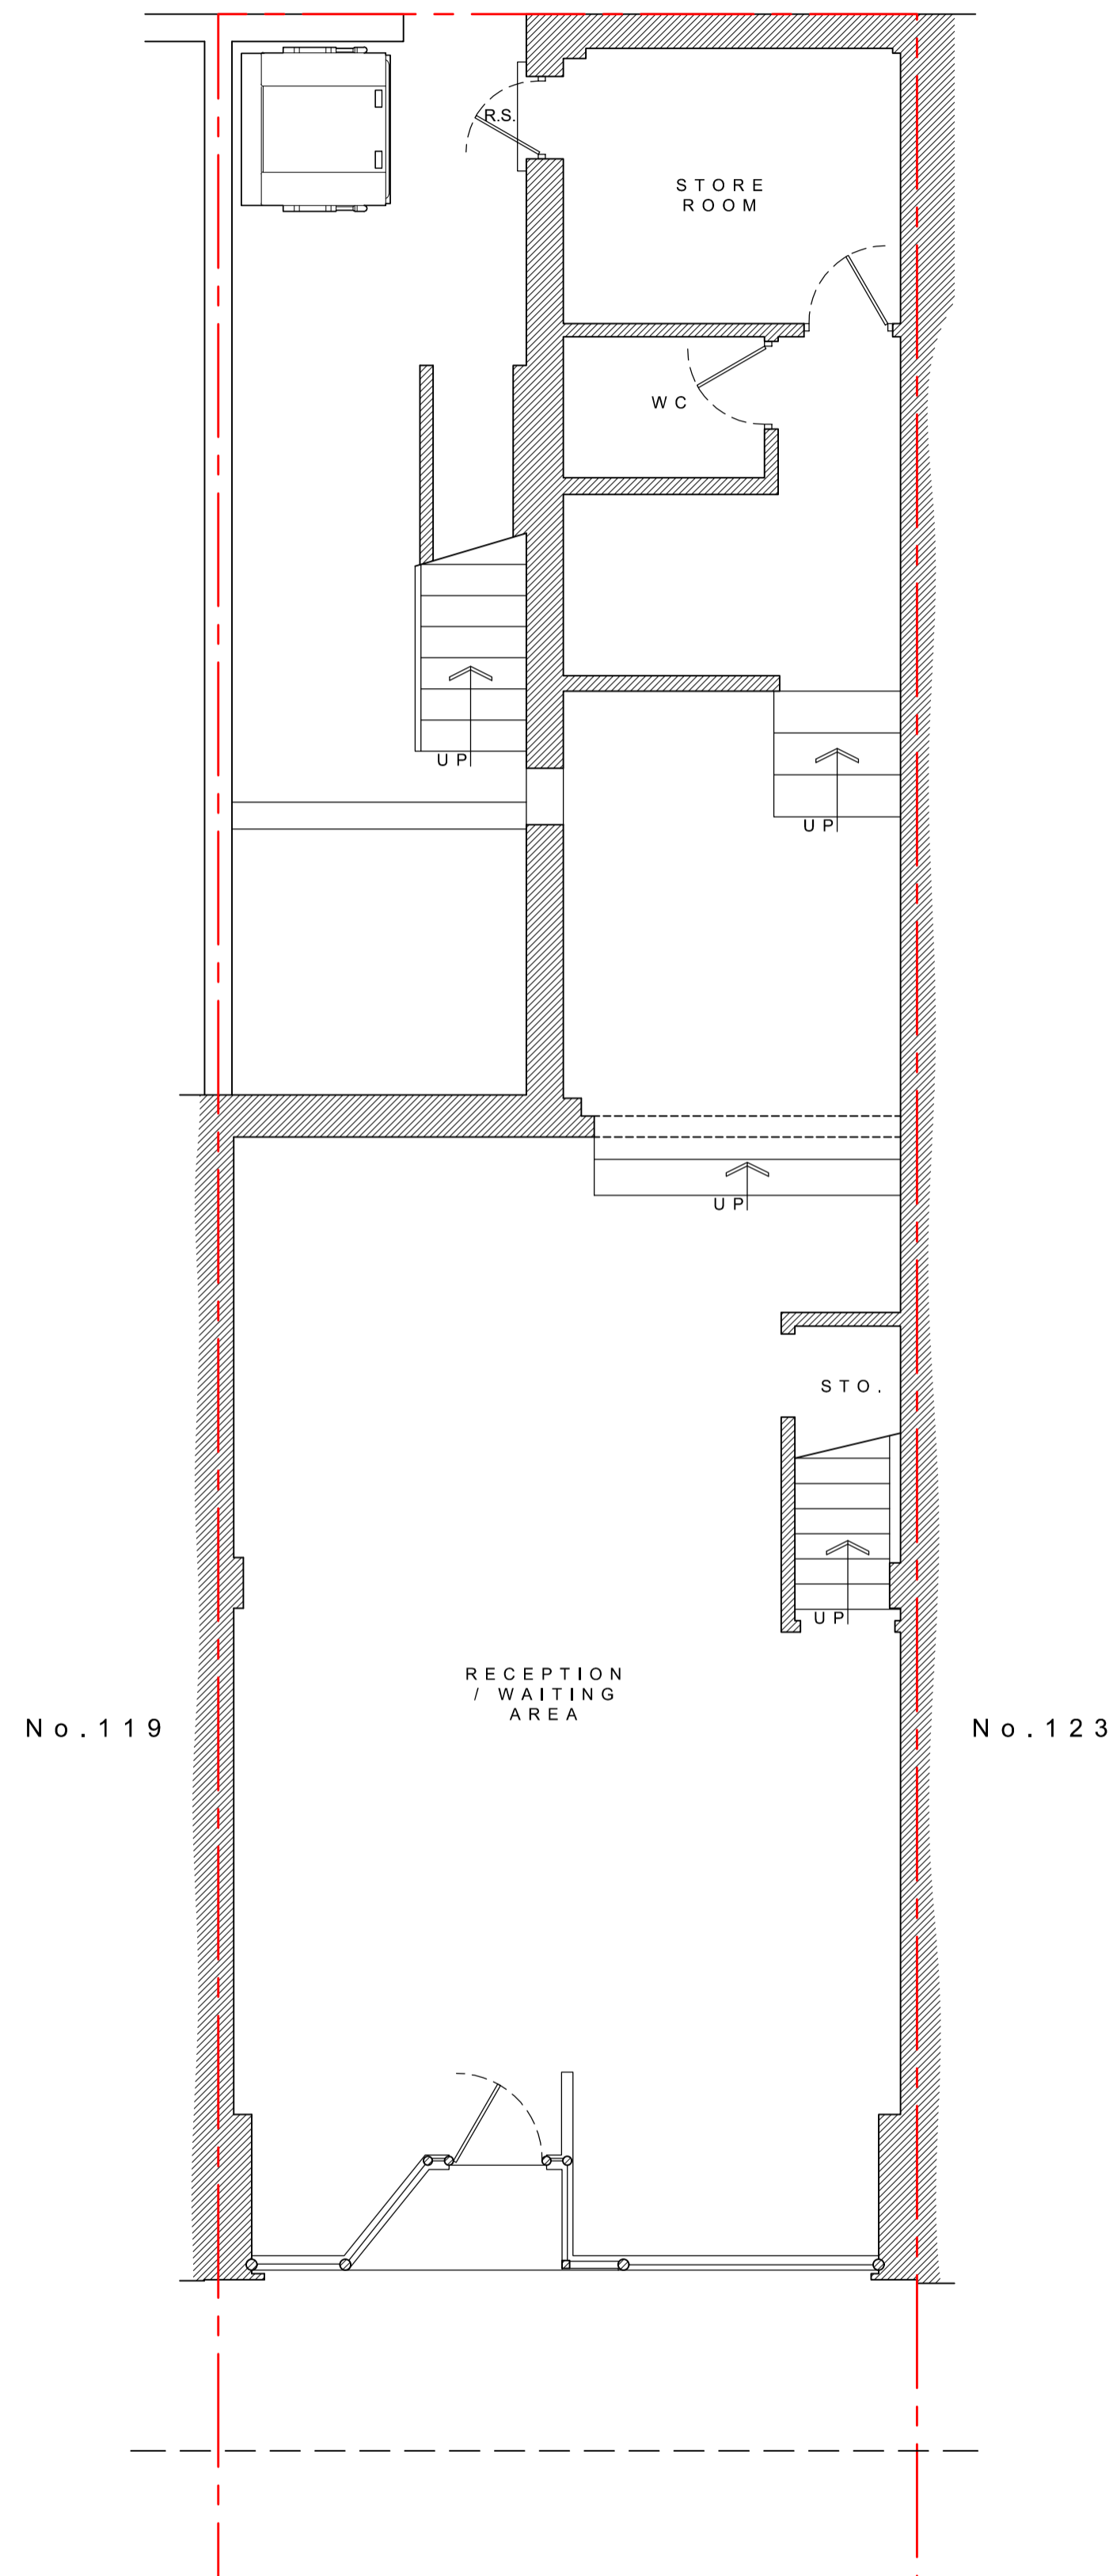 R.S.
STORE
ROOM
WC
UP
UP
UP
STO.
UP
RECEPTION
/ WAITING
AREA
No.119
No.123